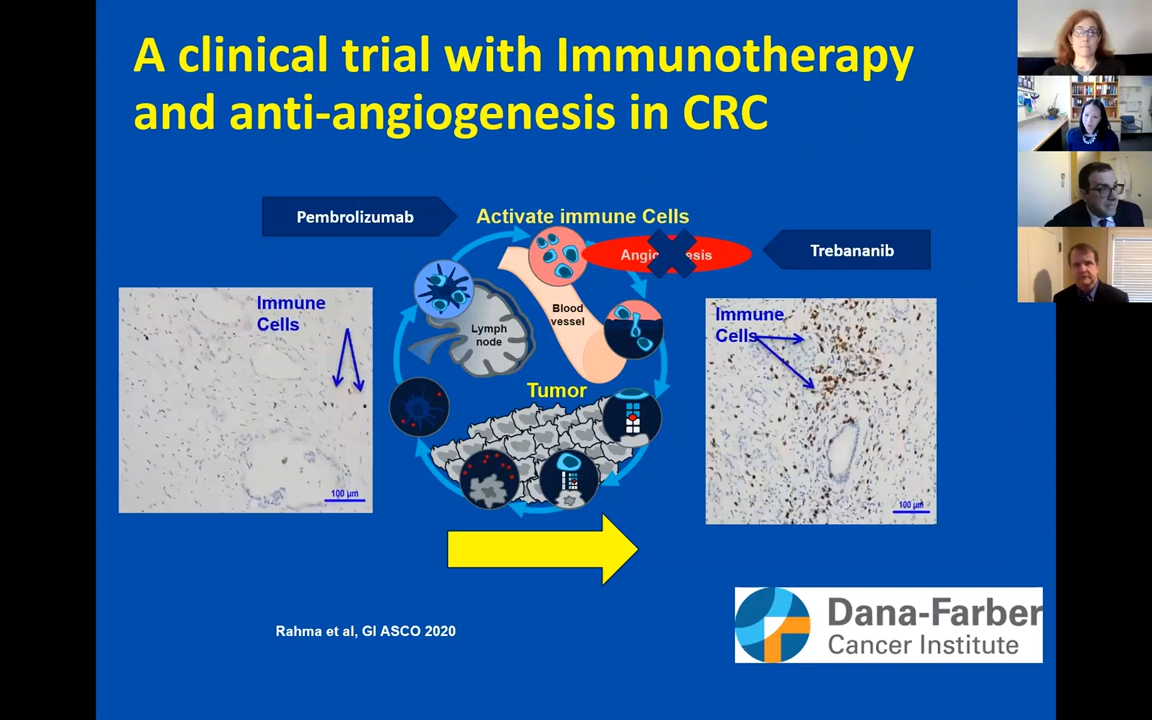 A clinical trial with Immunotherapy
and anti-angiogenesis in CRC
Pembrolizumab
Activate immune Cells
Trebananib
Immune
Cells
Blood
vessel
Lymph
node
Tumor
100 µm
Immune
Cells
100 µm
Rahma et al, GI ASCO 2020
Dana-Farber
Cancer Institute